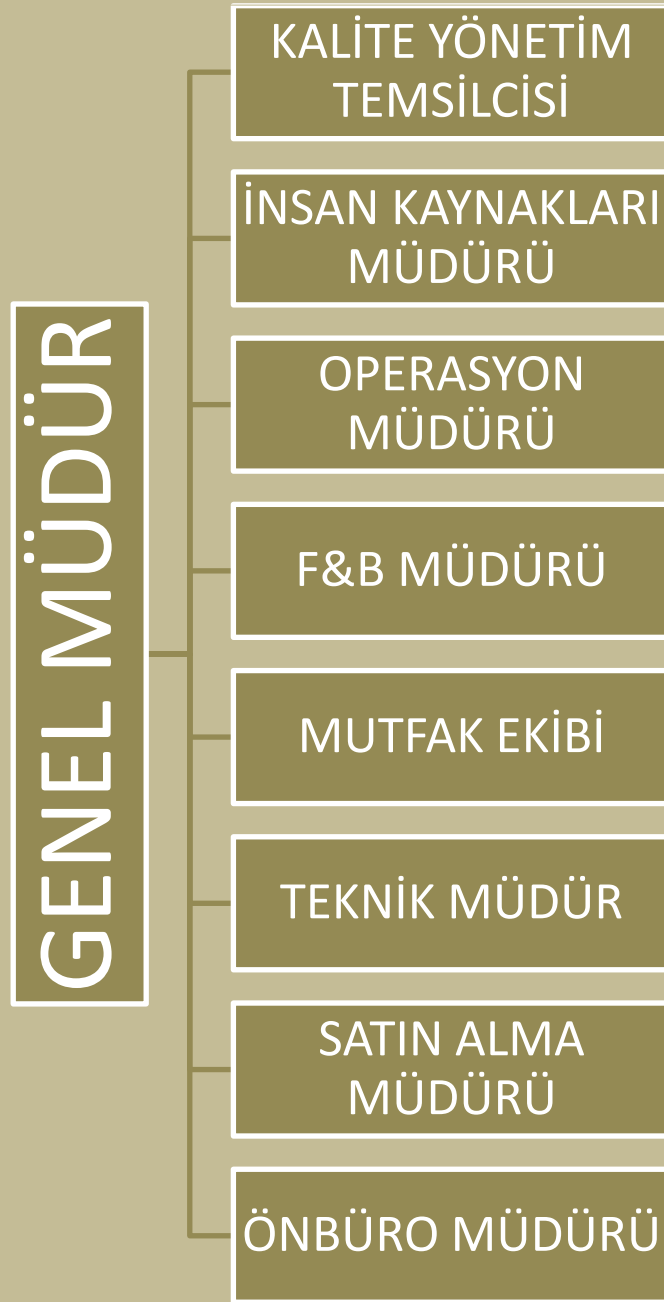 GENEL MÜDÜR
KALİTE YÖNETİM
TEMSİLCİSİ
İNSAN KAYNAKLARI
MÜDÜRÜ
OPERASYON
MÜDÜRÜ
F&B MÜDÜRÜ
MUTFAK EKİBİ
TEKNİK MÜDÜR
SATIN ALMA
MÜDÜRÜ
ÖNBÜRO MÜDÜRÜ